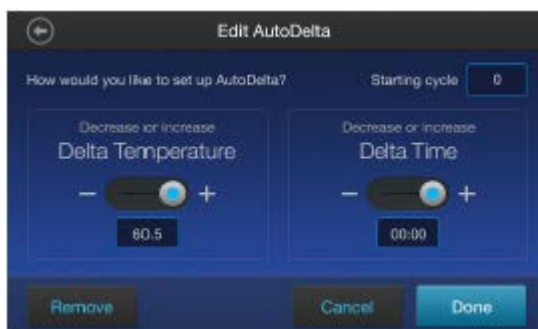 Edit AutoDelta
How would you like to set up AutoDelta?
Starting cycle 0
Decrease or increase
Delta Temperature
− +
60.5
Decrease or increase
Delta Time
− +
00:00
Remove
Cancel
Done